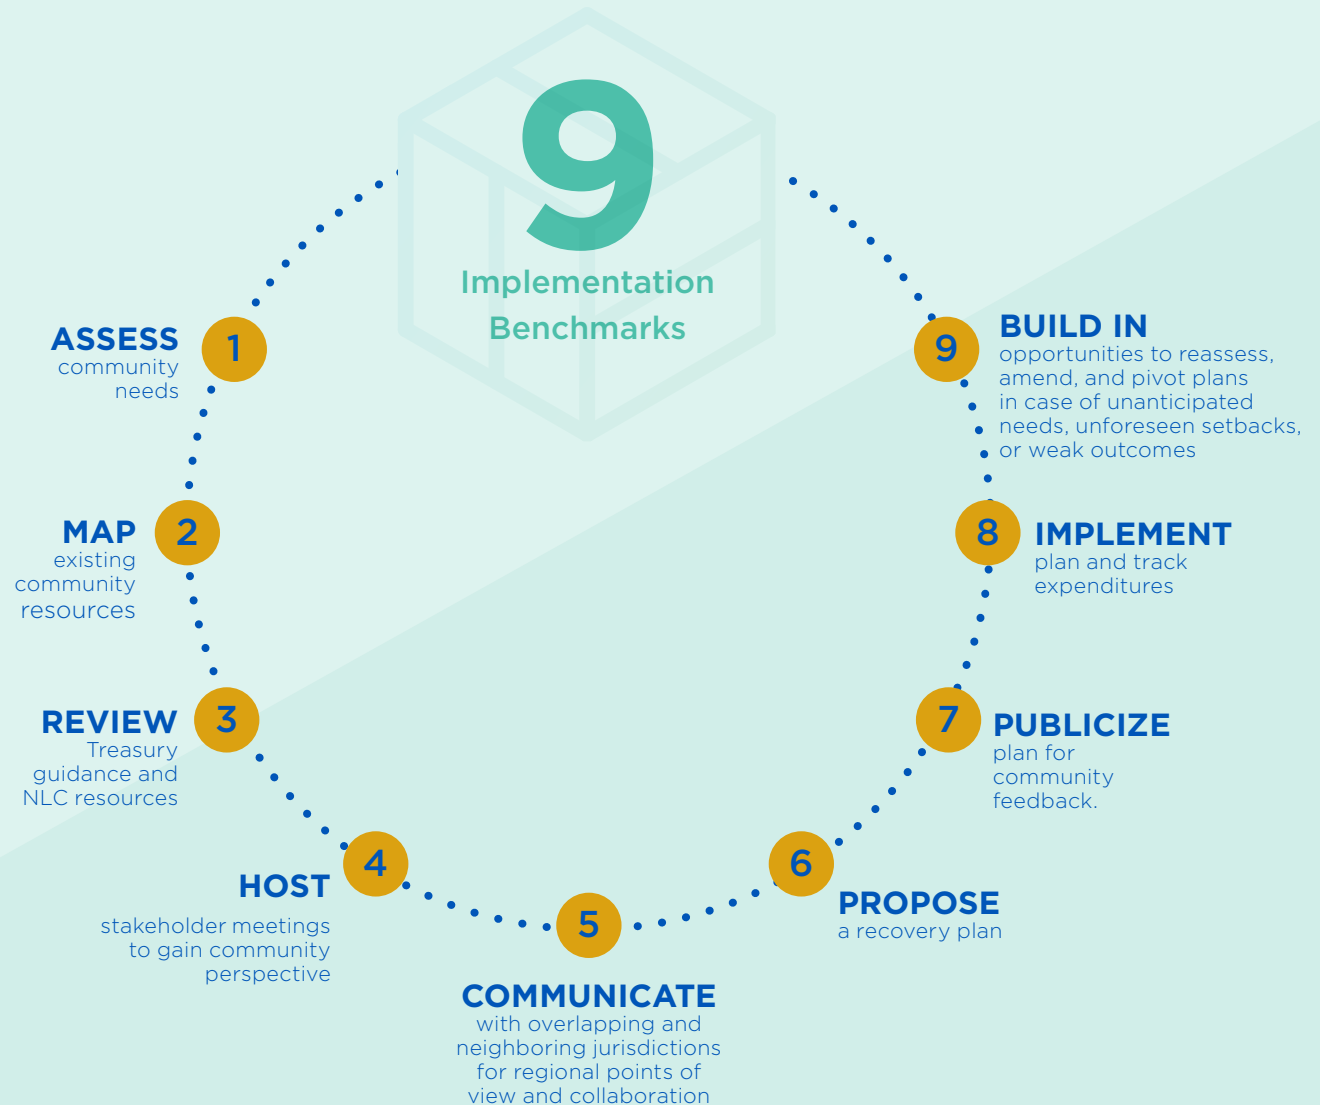 9
Implementation
Benchmarks
1
ASSESS
community
needs
2
MAP
existing
community
resources
3
REVIEW
Treasury
guidance and
NLC resources
4
HOST
stakeholder meetings
to gain community
perspective
5
COMMUNICATE
with overlapping and
neighboring jurisdictions
for regional points of
view and collaboration
6
PROPOSE
a recovery plan
7
PUBLICIZE
plan for
community
feedback.
8
IMPLEMENT
plan and track
expenditures
9
BUILD IN
opportunities to reassess,
amend, and pivot plans
in case of unanticipated
needs, unforeseen setbacks,
or weak outcomes